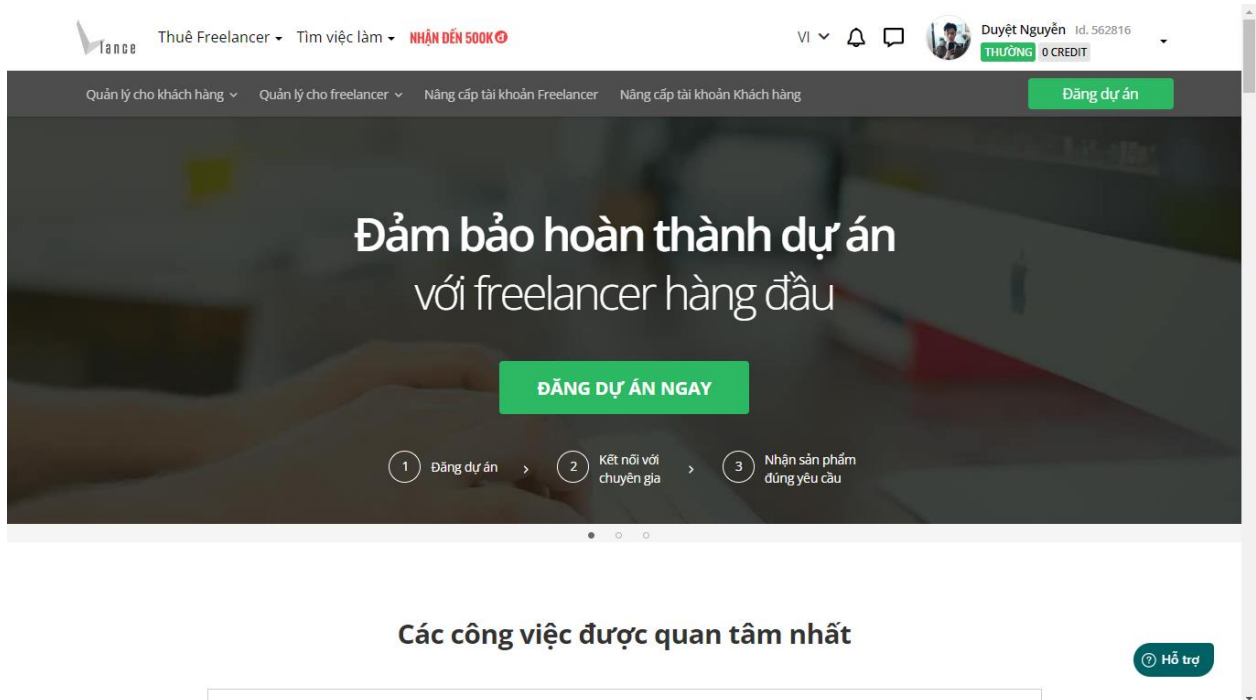 Vlance
Thuê Freelancer
Tìm việc làm
NHẬN ĐẾN 500K đ
VI
Duyệt Nguyễn Id. 562816
THƯỜNG 0 CREDIT
Quản lý cho khách hàng
Quản lý cho freelancer
Nâng cấp tài khoản Freelancer
Nâng cấp tài khoản Khách hàng
Đăng dự án
Đảm bảo hoàn thành dự án
với freelancer hàng đầu
ĐĂNG DỰ ÁN NGAY
1 Đăng dự án
2 Kết nối với
chuyên gia
3 Nhận sản phẩm
đúng yêu cầu
Các công việc được quan tâm nhất
? Hỗ trợ